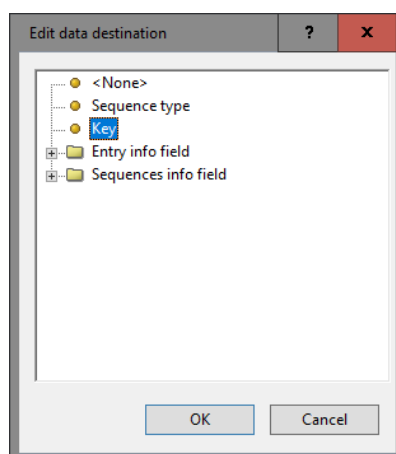 Edit data destination ? x
<None>
Sequence type
Key
Entry info field
Sequences info field
OK Cancel